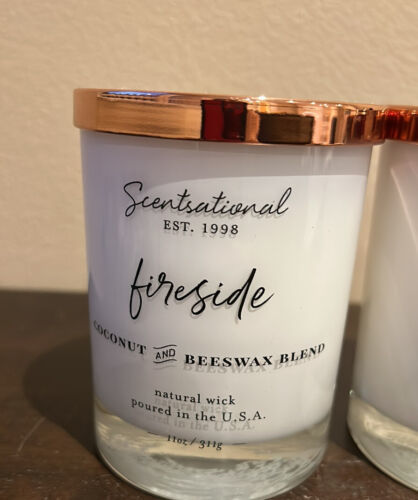 Scentsational
EST. 1998
fireside
COCONUT AND BEESWAX BLEND
natural wick
poured in the U.S.A.
11oz / 311g